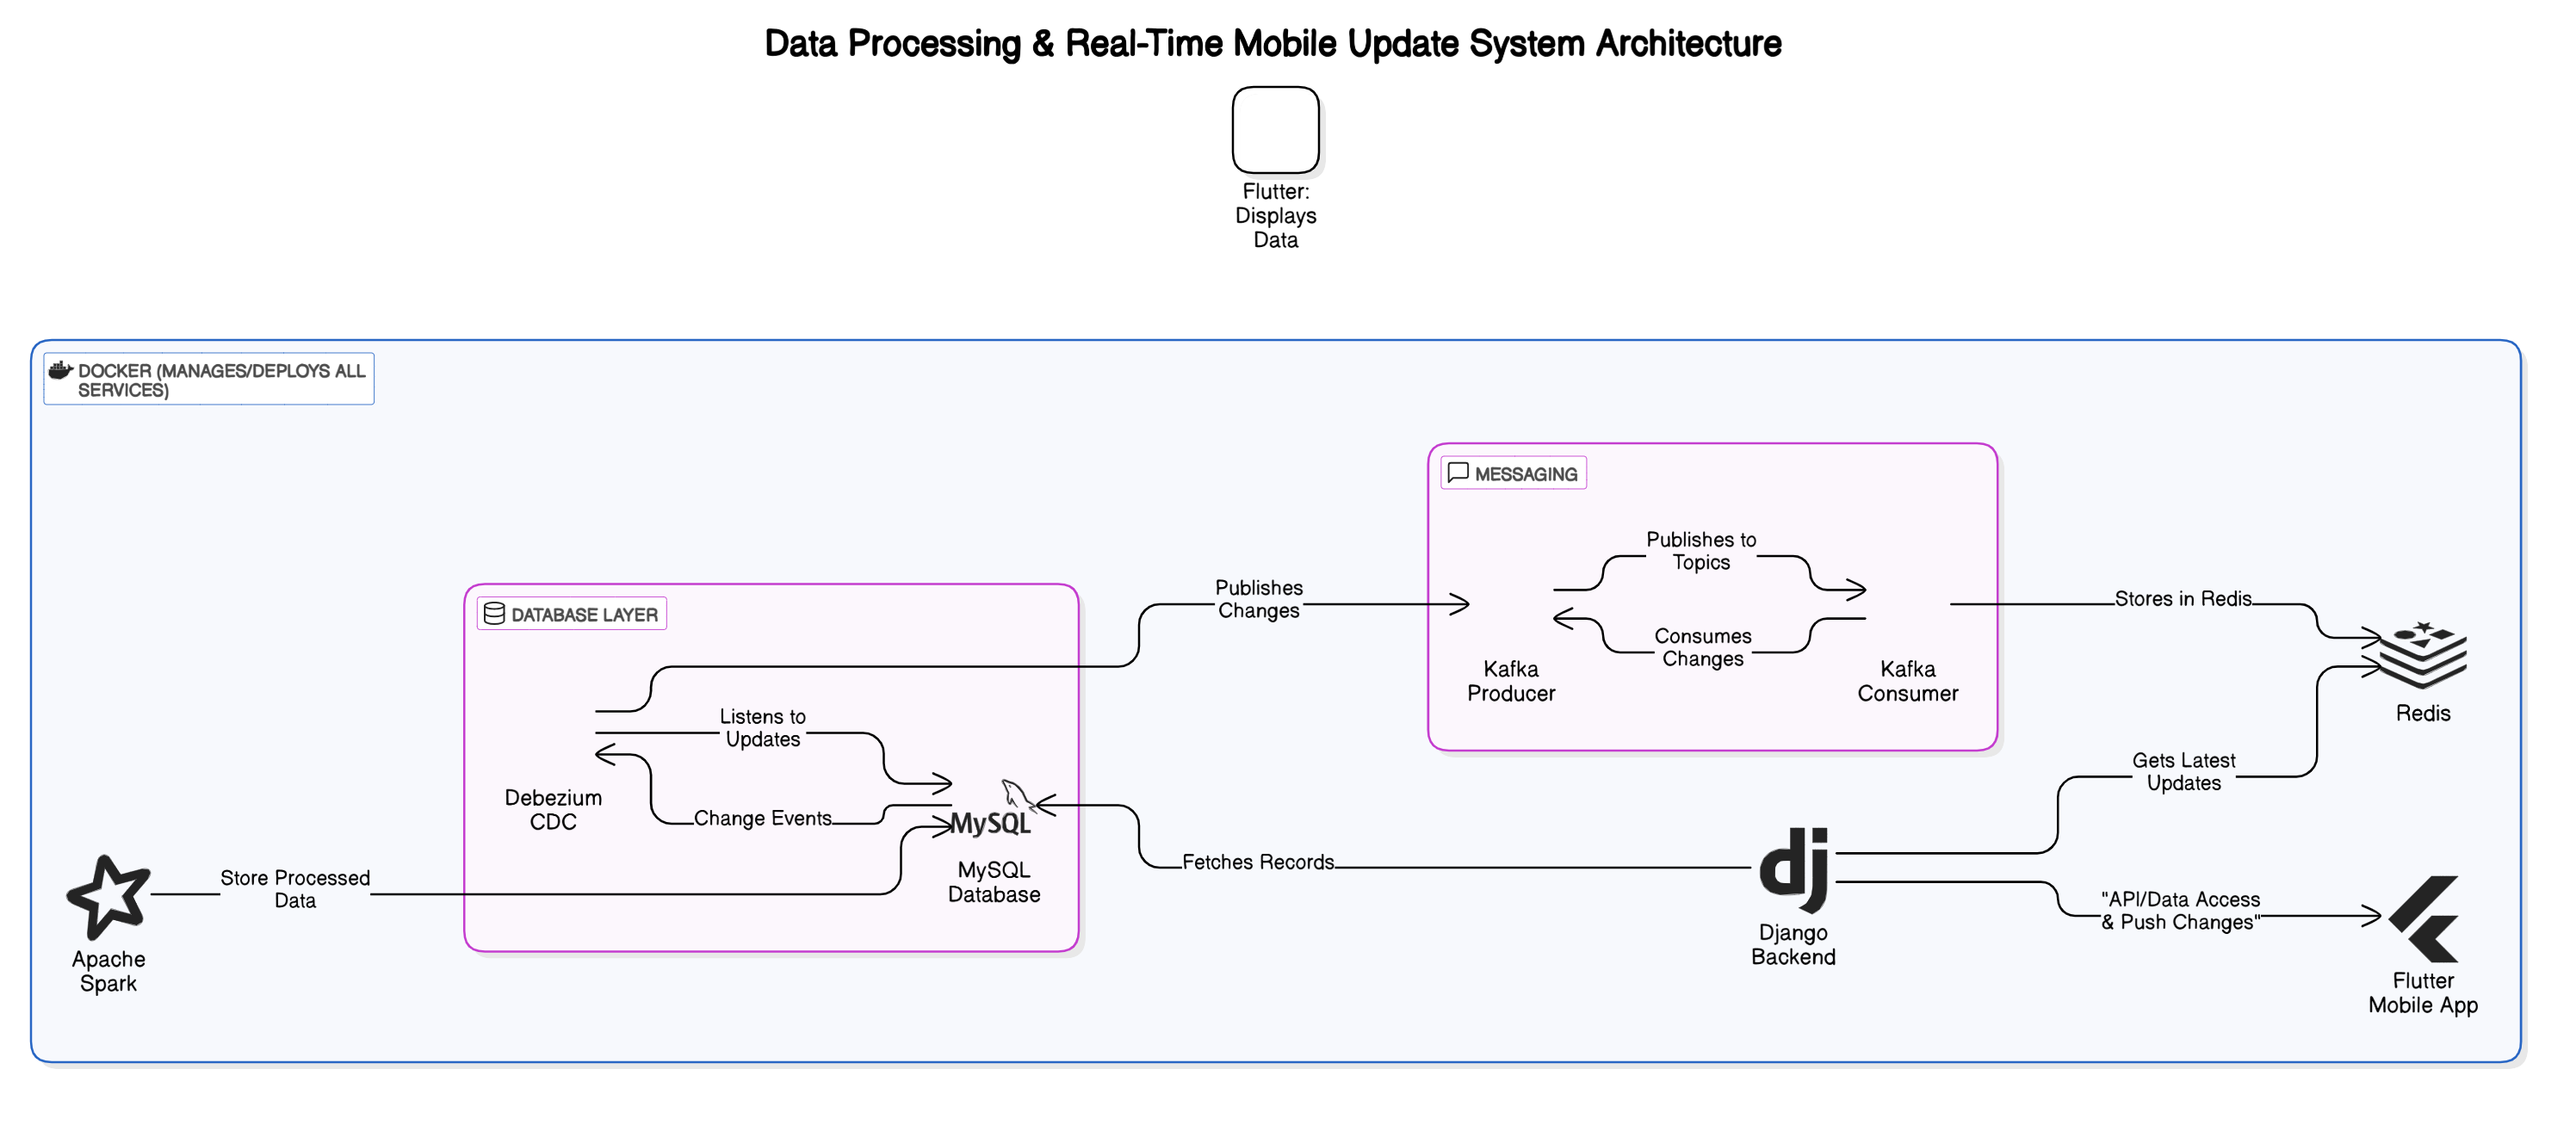 Data Processing & Real-Time Mobile Update System Architecture
Flutter:
Displays
Data
DOCKER (MANAGES/DEPLOYS ALL
SERVICES)
MESSAGING
Publishes to
Topics
Consumes
Changes
Kafka
Producer
Kafka
Consumer
Publishes
Changes
Stores in Redis
Redis
DATABASE LAYER
Listens to
Updates
Change Events
Debezium
CDC
MySQL
MySQL
Database
Gets Latest
Updates
Fetches Records
dj
Django
Backend
"API/Data Access
& Push Changes"
Flutter
Mobile App
Store Processed
Data
Apache
Spark